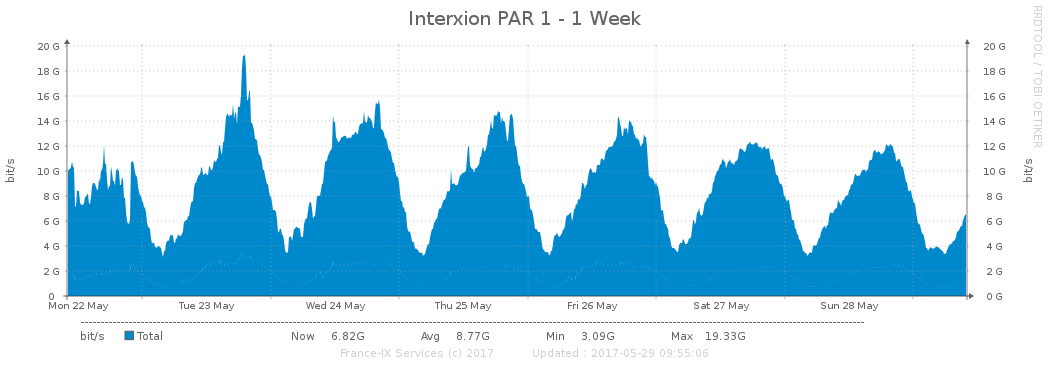 Interxion PAR 1 - 1 Week
RRDTOOL / TOBI OETIKER
bit/s
20 G 20 G
18 G 18 G
16 G 16 G
14 G 14 G
12 G 12 G
10 G 10 G
8 G 8 G
6 G 6 G
4 G 4 G
2 G 2 G
0 0 G
bit/s
Mon 22 May Tue 23 May Wed 24 May Thu 25 May Fri 26 May Sat 27 May Sun 28 May
bit/s Total Now 6.82G Avg 8.77G Min 3.09G Max 19.33G
France-IX Services (c) 2017 Updated : 2017-05-29 09:55:06